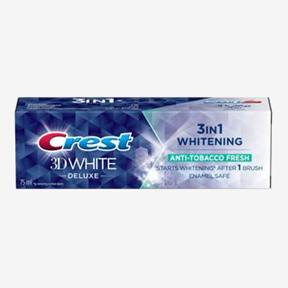 3IN1
WHITENING
Crest
3D WHITE
DELUXE
75 ml
3IN1
WHITENING
ANTI-TOBACCO FRESH
STARTS WHITENING AFTER 1 BRUSH
ENAMEL SAFE